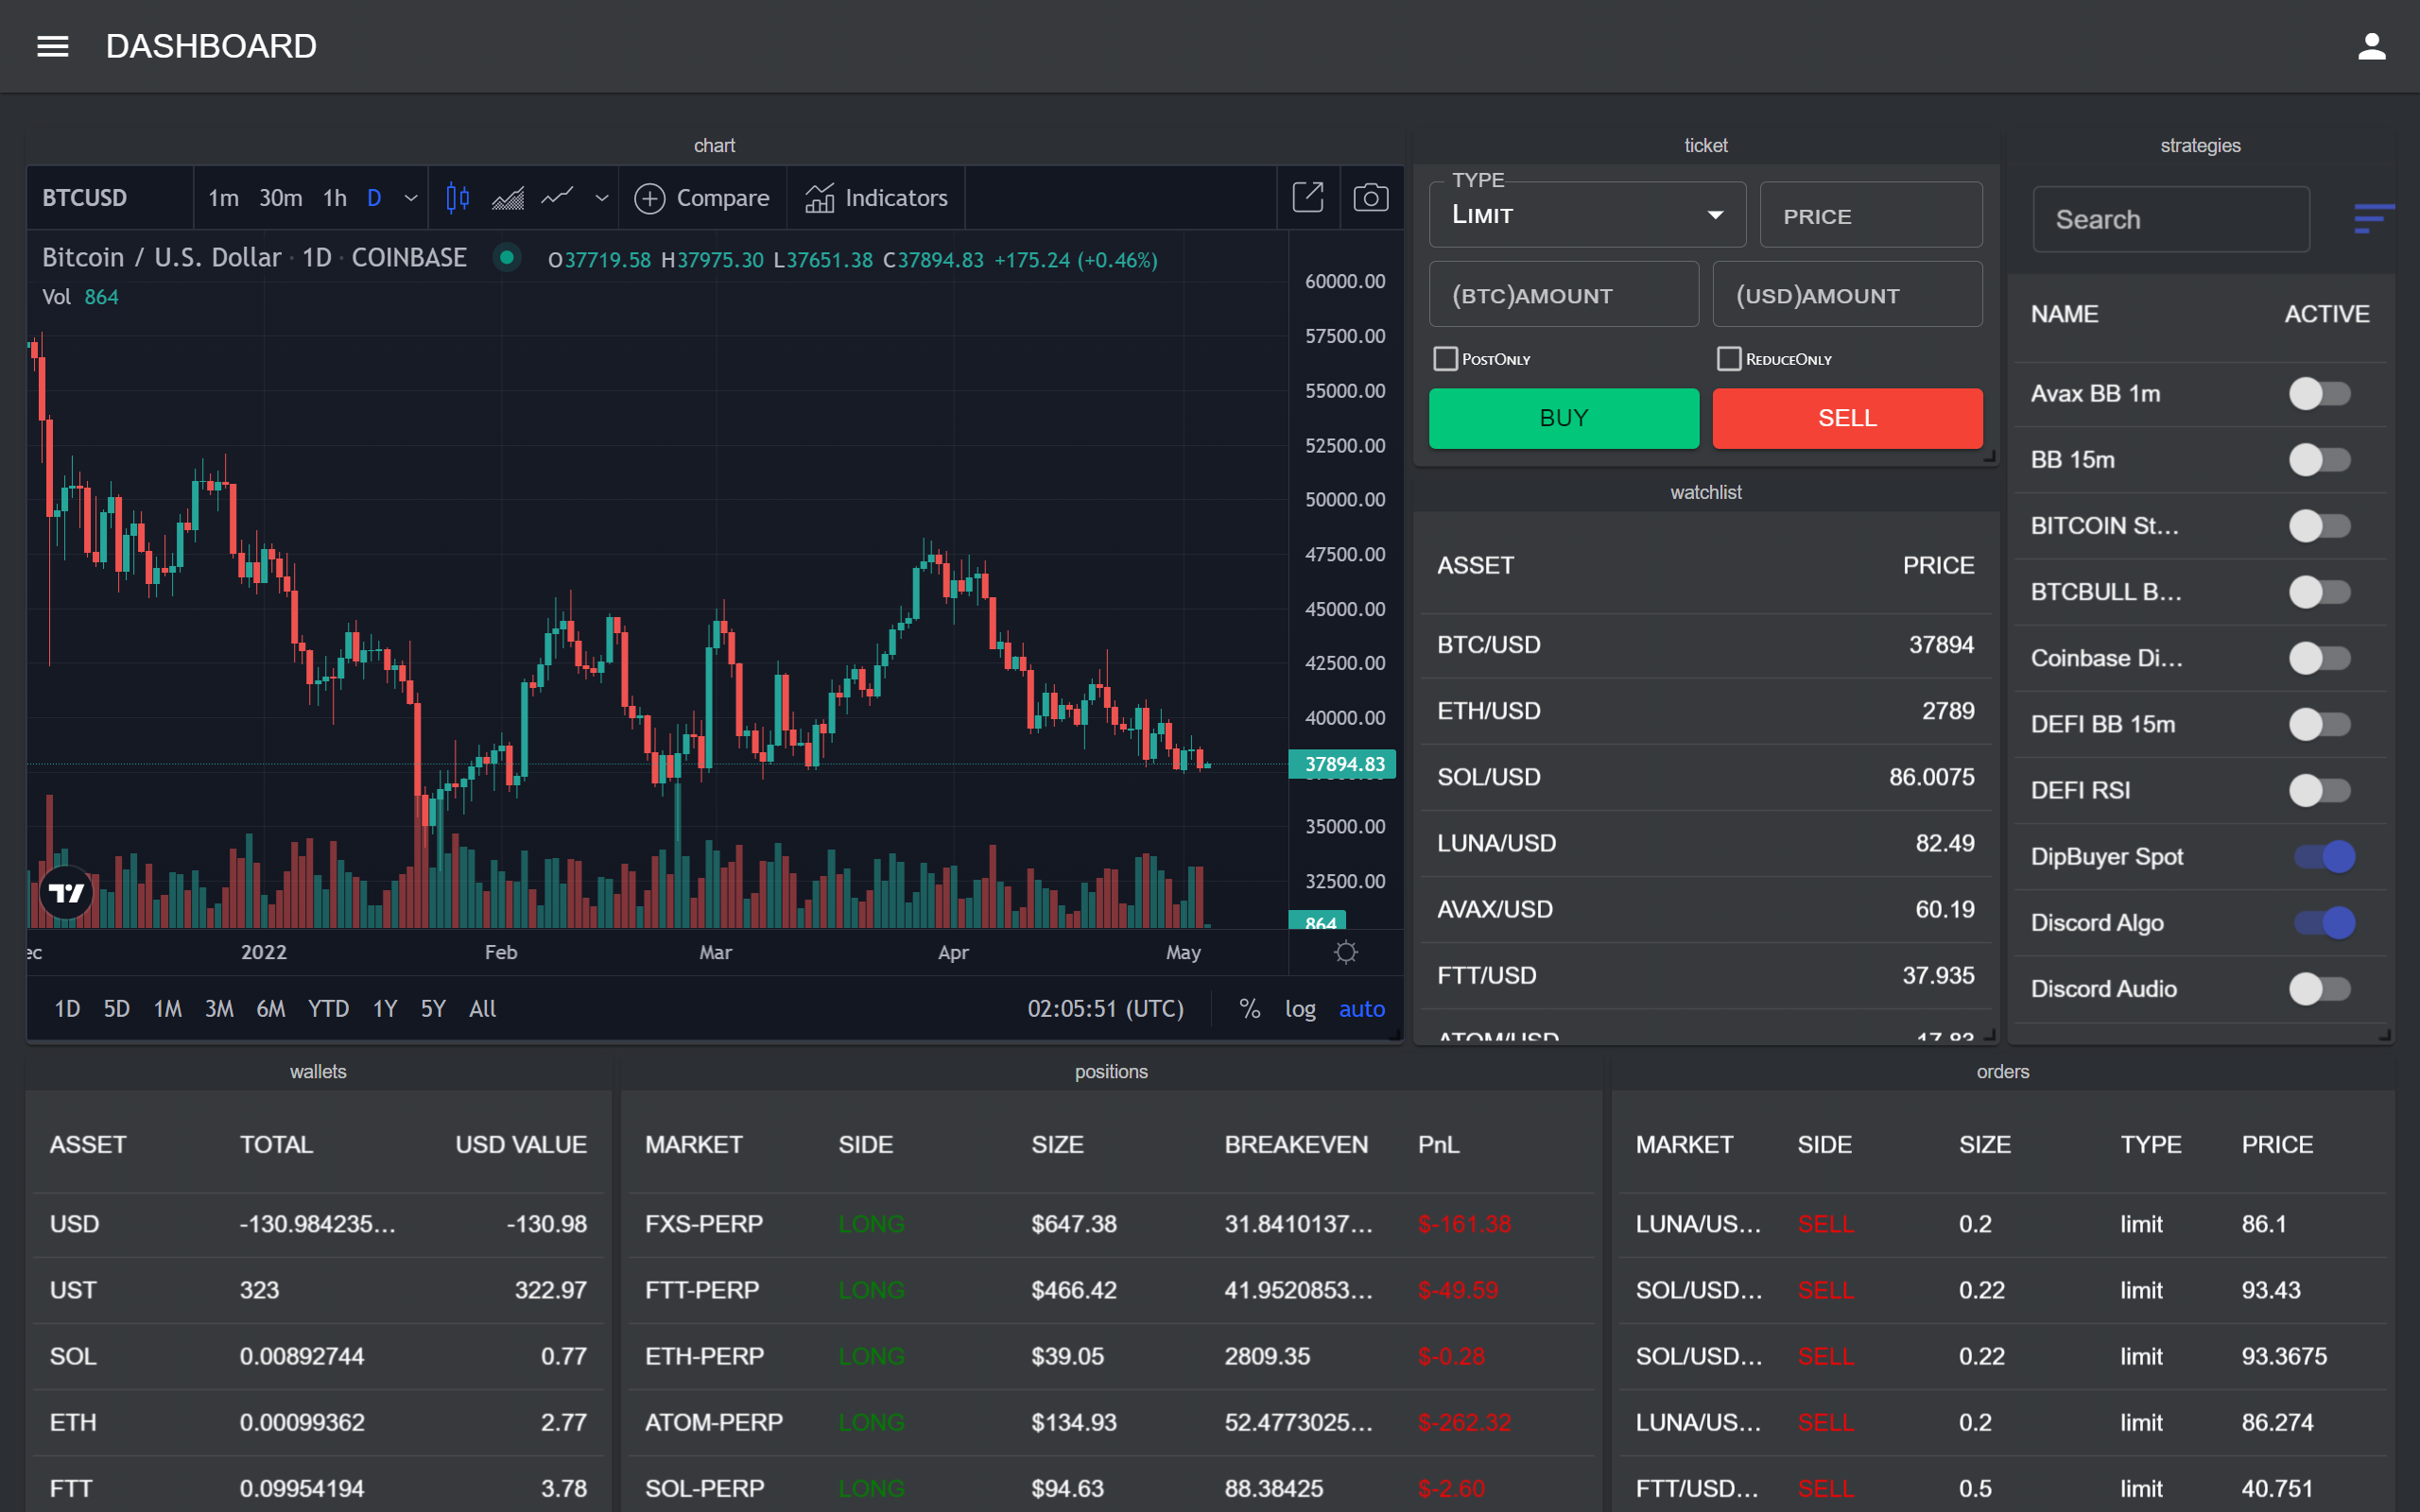 DASHBOARD
chart
BTCUSD 1m 30m 1h D Compare Indicators
Bitcoin / U.S. Dollar · 1D · COINBASE O37719.58 H37975.30 L37651.38 C37894.83 +175.24 (+0.46%)
Vol 864
60000.00
57500.00
55000.00
52500.00
50000.00
47500.00
45000.00
42500.00
40000.00
37894.83
35000.00
32500.00
864
ec 2022 Feb Mar Apr May
1D 5D 1M 3M 6M YTD 1Y 5Y All 02:05:51 (UTC) % log auto
ticket
TYPE
LIMIT PRICE
(BTC)AMOUNT (USD)AMOUNT
POSTONLY REDUCEONLY
BUY SELL
watchlist
ASSET PRICE
BTC/USD 37894
ETH/USD 2789
SOL/USD 86.0075
LUNA/USD 82.49
AVAX/USD 60.19
FTT/USD 37.935
ATOM/USD 17.83
strategies
Search
NAME ACTIVE
Avax BB 1m
BB 15m
BITCOIN St...
BTCBULL B...
Coinbase Di...
DEFI BB 15m
DEFI RSI
DipBuyer Spot
Discord Algo
Discord Audio
wallets
ASSET TOTAL USD VALUE
USD -130.984235... -130.98
UST 323 322.97
SOL 0.00892744 0.77
ETH 0.00099362 2.77
FTT 0.09954194 3.78
positions
MARKET SIDE SIZE BREAKEVEN PnL
FXS-PERP LONG $647.38 31.8410137... $-161.38
FTT-PERP LONG $466.42 41.9520853... $-49.59
ETH-PERP LONG $39.05 2809.35 $-0.28
ATOM-PERP LONG $134.93 52.4773025... $-262.32
SOL-PERP LONG $94.63 88.38425 $-2.60
orders
MARKET SIDE SIZE TYPE PRICE
LUNA/US... SELL 0.2 limit 86.1
SOL/USD... SELL 0.22 limit 93.43
SOL/USD... SELL 0.22 limit 93.3675
LUNA/US... SELL 0.2 limit 86.274
FTT/USD... SELL 0.5 limit 40.751